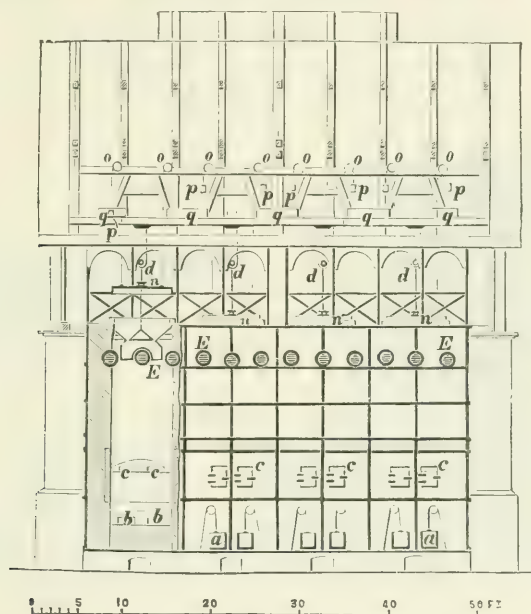 o o o o o o o o
p p p p p p p
q q q q q
p
d d d d
n n n n
E E
c c c c c
b b
a a
0 5 10 20 30 40 50 FT